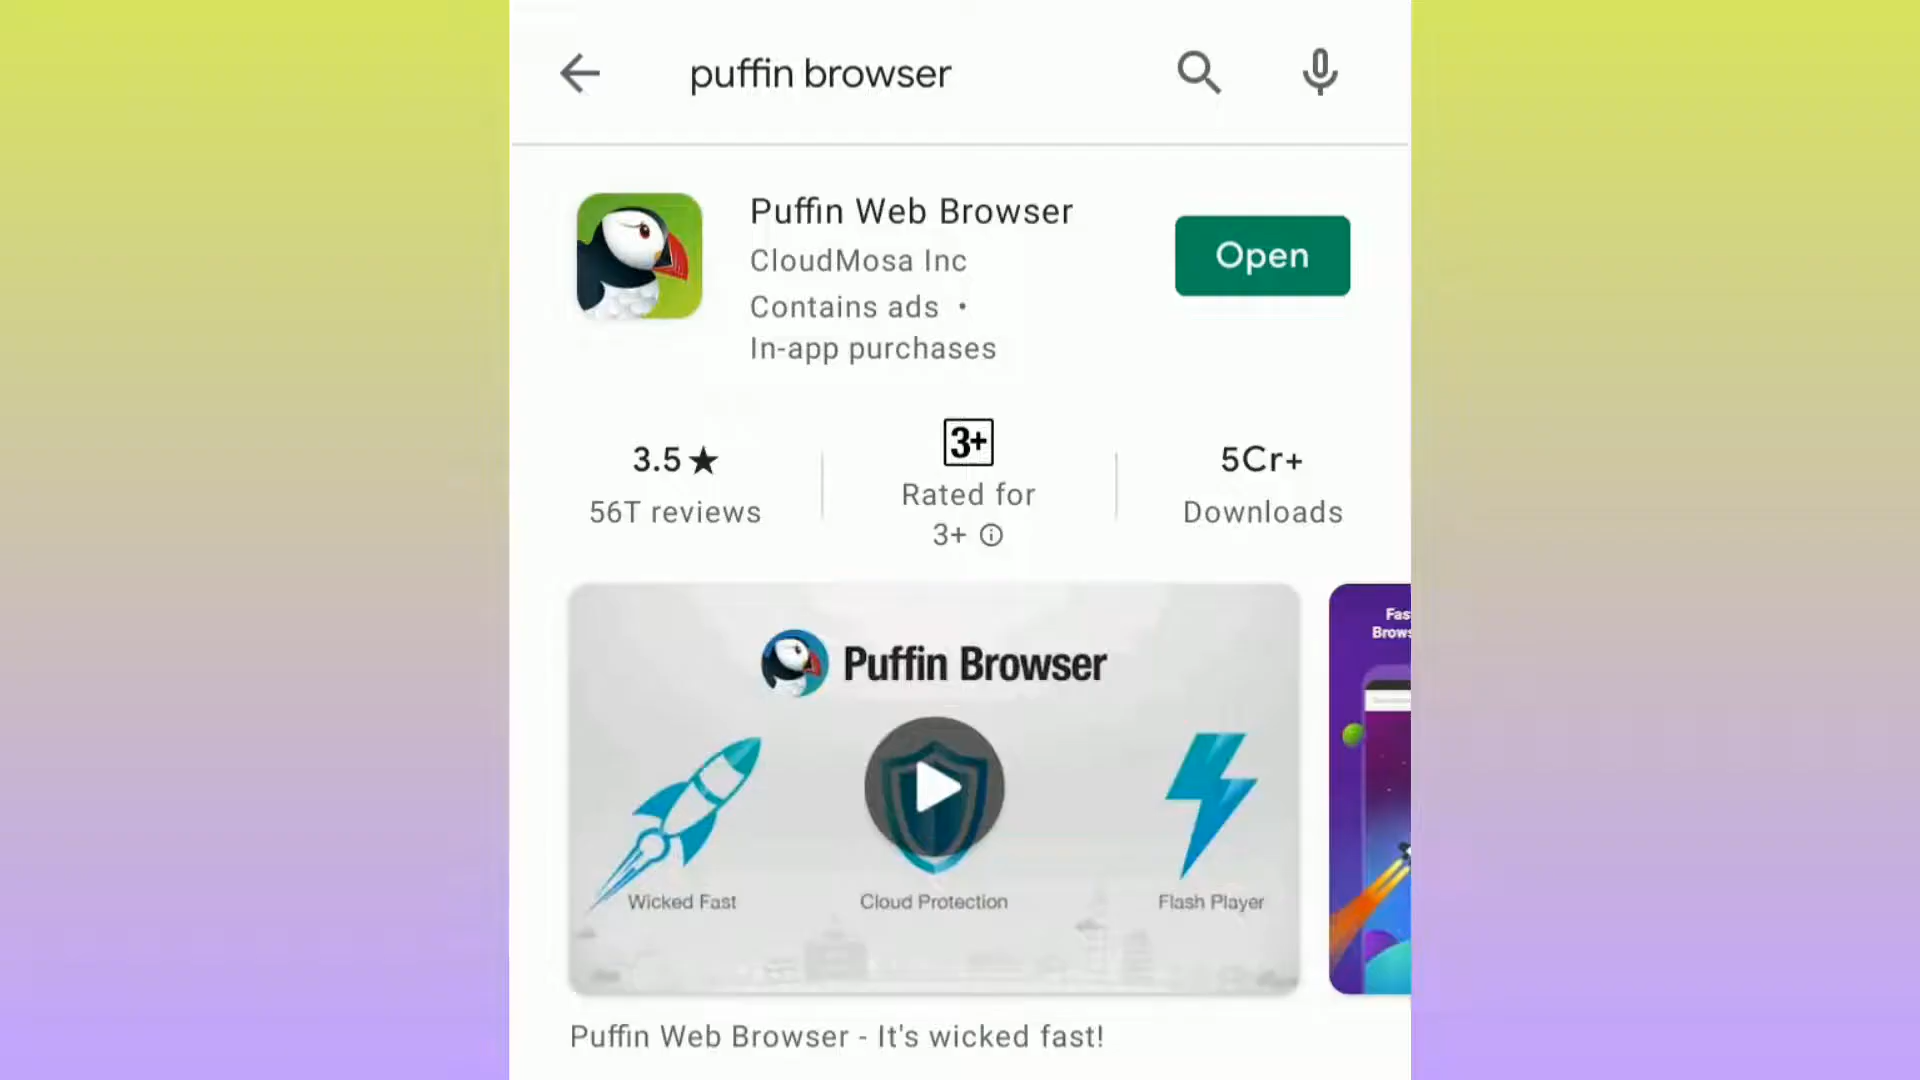 puffin browser
Puffin Web Browser
CloudMosa Inc
Contains ads •
In-app purchases
Open
3.5★
56T reviews
3+
Rated for
3+
5Cr+
Downloads
Puffin Browser
Wicked Fast
Cloud Protection
Flash Player
Puffin Web Browser - It's wicked fast!